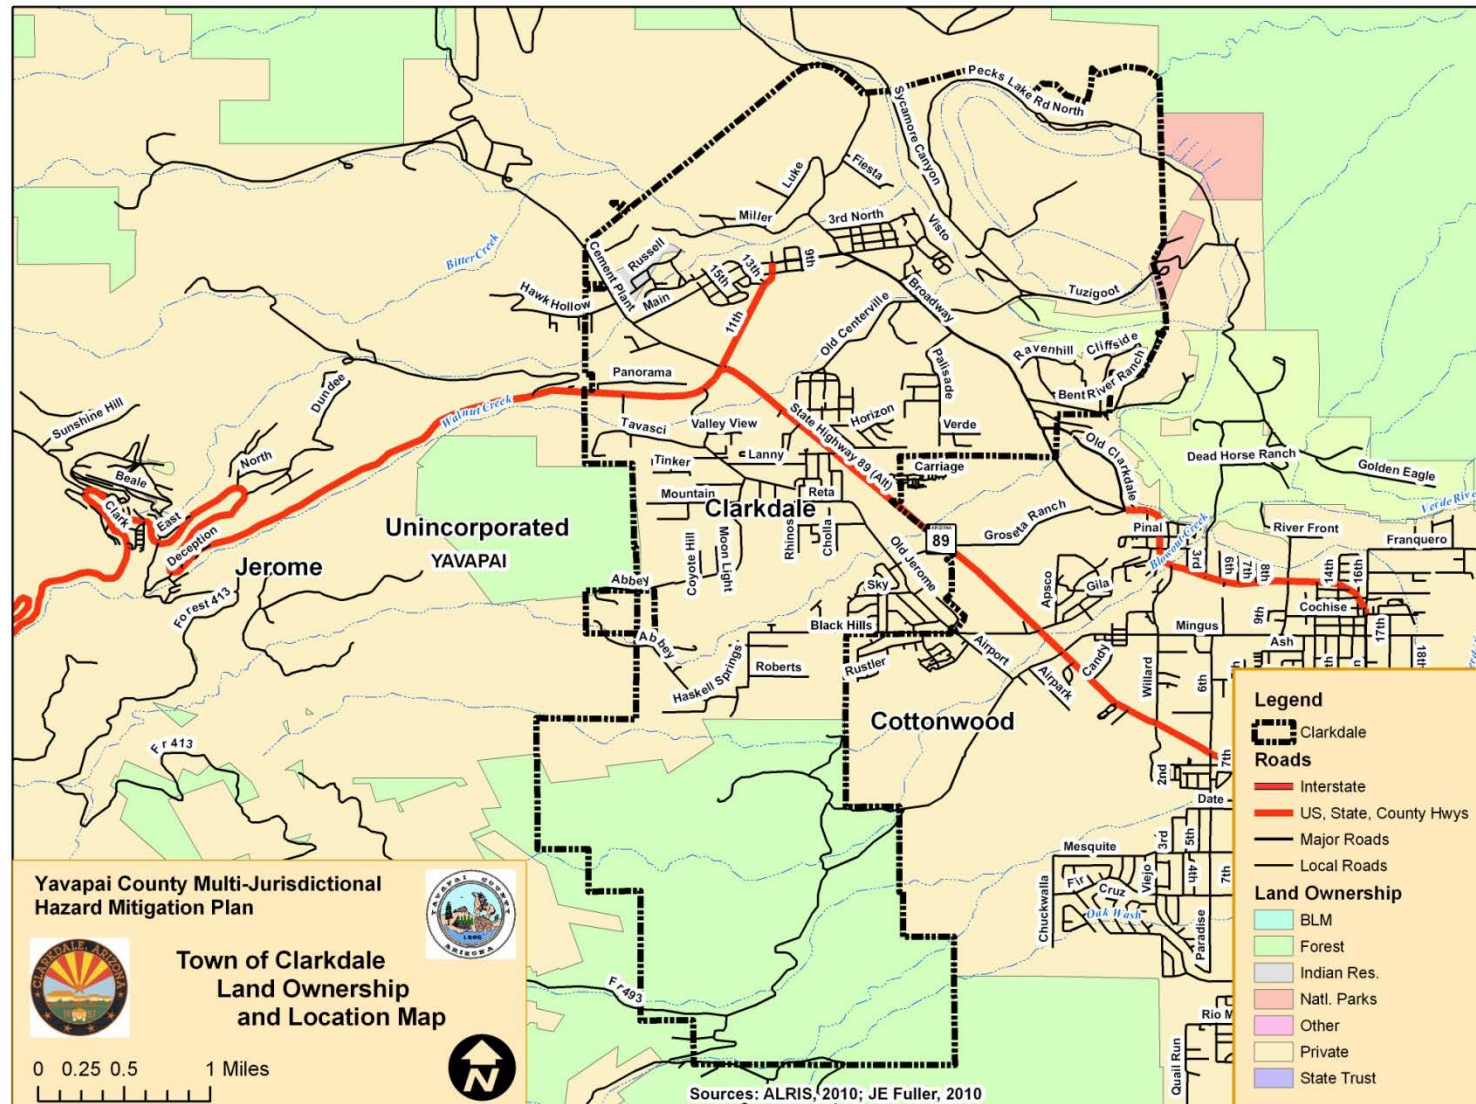 Pecks Lake Rd North
Sycamore Canyon
Luke
Fiesta
Miller
3rd North
Visto
Bitter Creek
Cement Plant
Russell
15th
13th
9th
Main
Hawk Hollow
11th
Broadway
Tuzigoot
Old Centerville
Palisade
Ravenhill
Cliffside
Bent River Ranch
Panorama
Dundee
Walnut Creek
Sunshine Hill
State Highway 89 (Alt)
Horizon
Verde
Tavasci
Valley View
Tinker
Lanny
Carriage
Old Clarkdale
Dead Horse Ranch
Golden Eagle
Verde River
North
Beale
Clark
East
Deception
Mountain
Reta
Clarkdale
Rhinos
Cholla
Unincorporated
YAVAPAI
Jerome
Forest 413
Coyote Hill
Moon Light
Old Jerome
ARIZONA
89
Groseta Ranch
Pinal
Blowout Creek
River Front
Franquero
3rd
6th
7th
8th
14th
16th
Abbey
Sky
Apsco
Gila
9th
Cochise
17th
Abbey
Black Hills
Mingus
Ash
18th
Rustler
Airport
Airpark
Candy
Willard
6th
Haskell Springs
Roberts
Cottonwood
Fr 413
2nd
7th
Date
3rd
5th
Mesquite
Fir
Cruz
Viejo
4th
7th
Chuckwalla
Oak Wash
Paradise
Fr 493
Rio M
Quail Run
Legend
Clarkdale
Roads
Interstate
US, State, County Hwys
Major Roads
Local Roads
Land Ownership
BLM
Forest
Indian Res.
Natl. Parks
Other
Private
State Trust
Yavapai County Multi-Jurisdictional
Hazard Mitigation Plan
YAVAPAI COUNTY
ARIZONA
CLARKDALE, ARIZONA
Town of Clarkdale
Land Ownership
and Location Map
0 0.25 0.5 1 Miles
N
Sources: ALRIS, 2010; JE Fuller, 2010